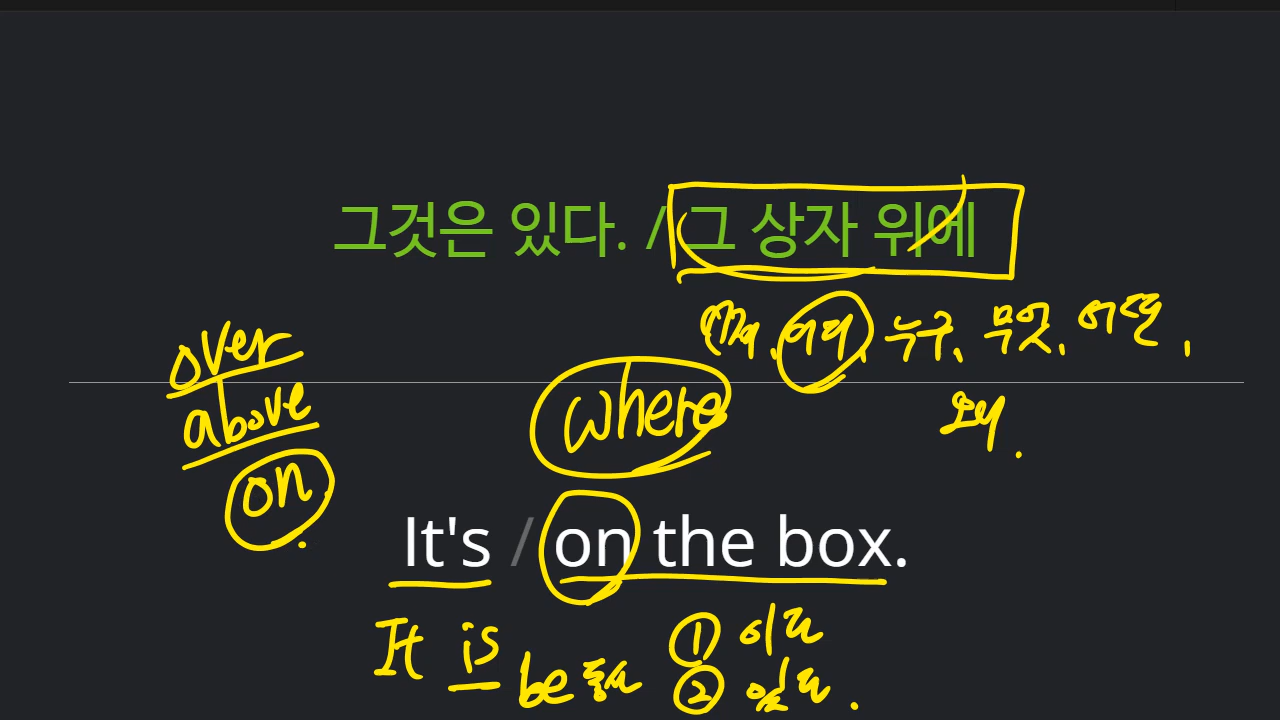 그것은 있다. / 그 상자 위에
언제, 어디, 누구, 무엇, 어떤,
over
above
where
on
It's / on the box.
It is be동사 ① 이다
② 있다.